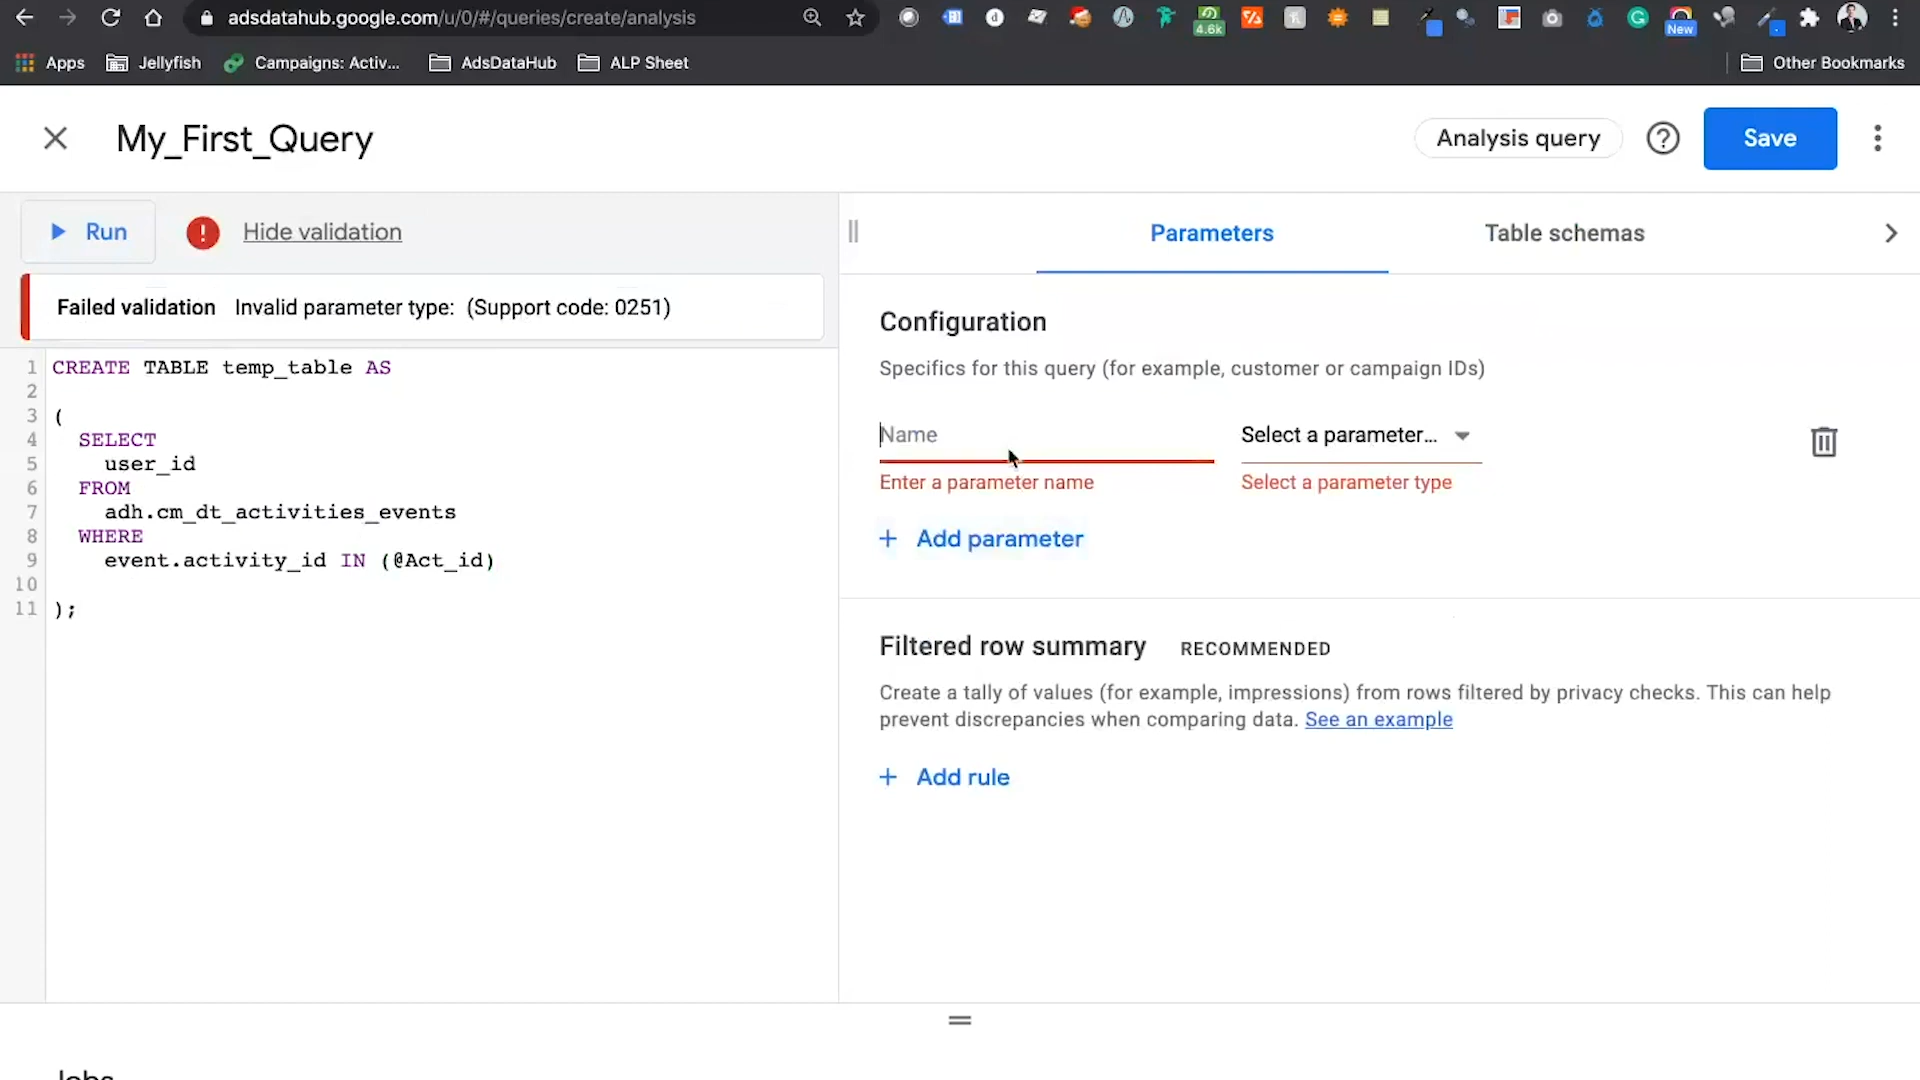 adsdatahub.google.com/u/0/#/queries/create/analysis
4.6k
New
Apps
Jellyfish
Campaigns: Activ...
AdsDataHub
ALP Sheet
Other Bookmarks
My_First_Query
Analysis query
Save
Run
Hide validation
Parameters
Table schemas
Failed validation Invalid parameter type: (Support code: 0251)
1 CREATE TABLE temp_table AS
2
3 (
4 SELECT
5 user_id
6 FROM
7 adh.cm_dt_activities_events
8 WHERE
9 event.activity_id IN (@Act_id)
10
11 );
Configuration
Specifics for this query (for example, customer or campaign IDs)
Name
Select a parameter...
Enter a parameter name
Select a parameter type
+ Add parameter
Filtered row summary RECOMMENDED
Create a tally of values (for example, impressions) from rows filtered by privacy checks. This can help
prevent discrepancies when comparing data. See an example
+ Add rule
Jobs